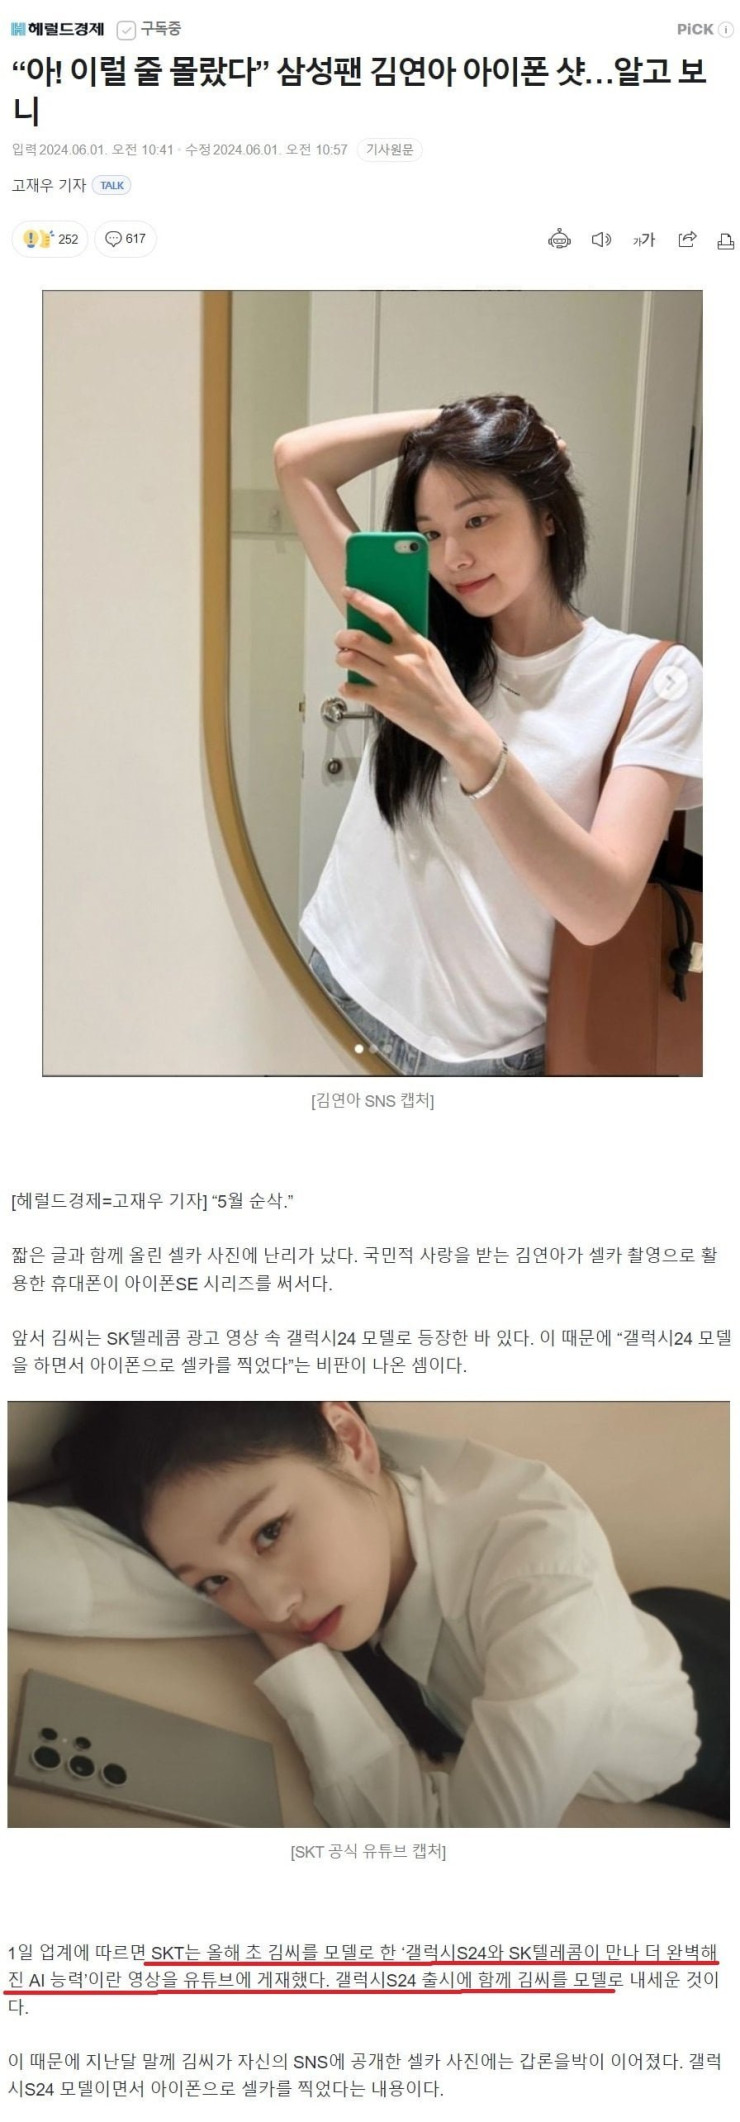 헤럴드경제 구독중
PiCK
“아! 이럴 줄 몰랐다” 삼성팬 김연아 아이폰 샷…알고 보
니
입력 2024.06.01. 오전 10:41 · 수정 2024.06.01. 오전 10:57 기사원문
고재우 기자 TALK
252 617
가가
[김연아 SNS 캡처]
[헤럴드경제=고재우 기자] “5월 순삭.”
짧은 글과 함께 올린 셀카 사진에 난리가 났다. 국민적 사랑을 받는 김연아가 셀카 촬영으로 활
용한 휴대폰이 아이폰SE 시리즈를 써서다.
앞서 김씨는 SK텔레콤 광고 영상 속 갤럭시24 모델로 등장한 바 있다. 이 때문에 “갤럭시24 모델
을 하면서 아이폰으로 셀카를 찍었다”는 비판이 나온 셈이다.
[SKT 공식 유튜브 캡처]
1일 업계에 따르면 SKT는 올해 초 김씨를 모델로 한 ‘갤럭시S24와 SK텔레콤이 만나 더 완벽해
진 AI 능력’이란 영상을 유튜브에 게재했다. 갤럭시S24 출시에 함께 김씨를 모델로 내세운 것이
다.
이 때문에 지난달 말께 김씨가 자신의 SNS에 공개한 셀카 사진에는 갑론을박이 이어졌다. 갤럭
시S24 모델이면서 아이폰으로 셀카를 찍었다는 내용이다.